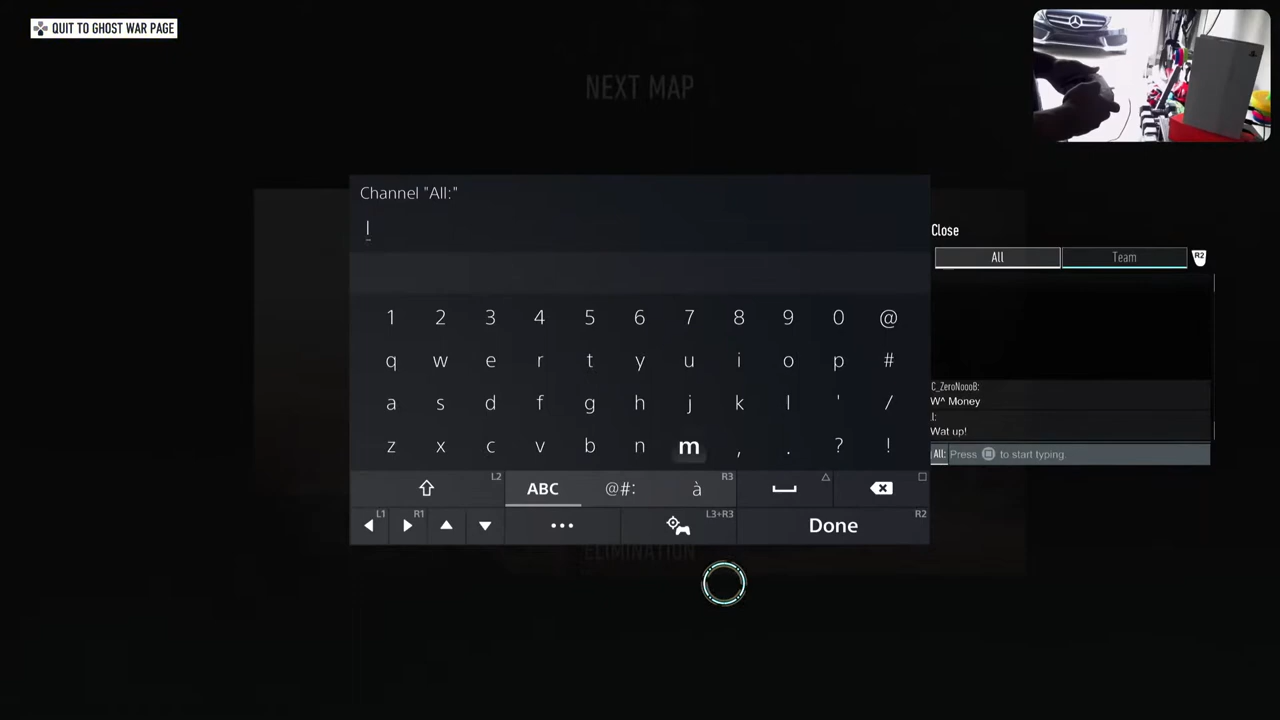 QUIT TO GHOST WAR PAGE
NEXT MAP
Channel "All:"
l
Close
All Team R2
1 2 3 4 5 6 7 8 9 0 @
q w e r t y u i o p #
a s d f g h j k l ' /
z x c v b n m , . ? !
C_ZeroNoooB:
W^ Money
l:
Wat up!
All: Press to start typing
L2 ABC @#: à R3
L1 R1 ... L3+R3 Done R2
ELIMINATION